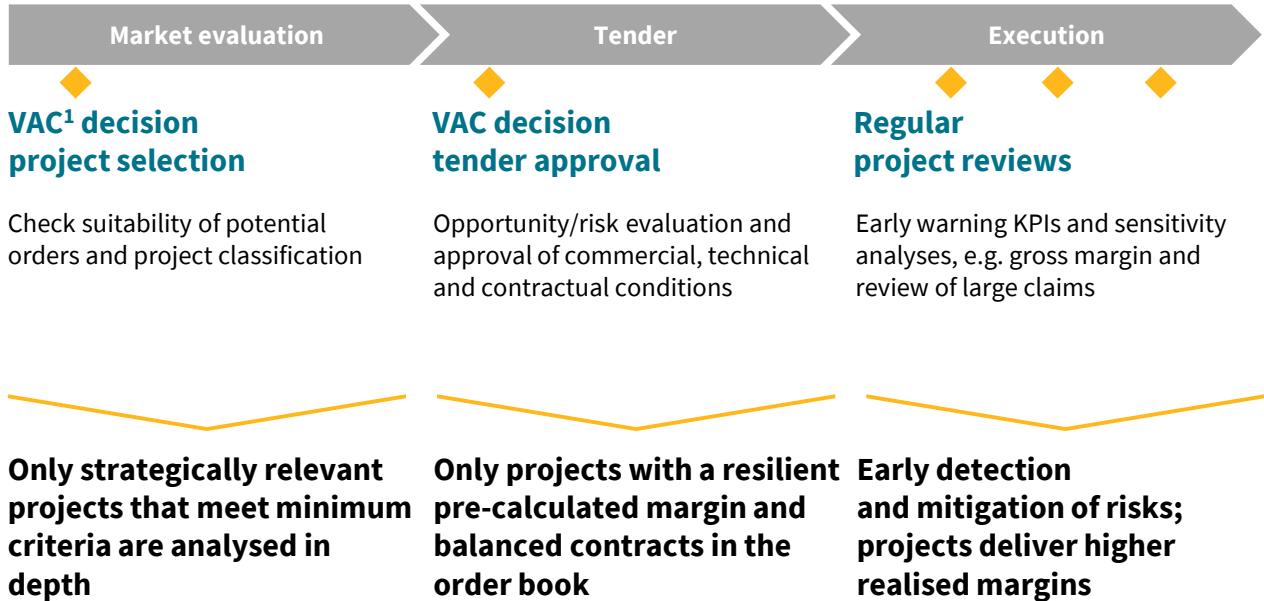 Market evaluation
Tender
Execution
VAC¹ decision
project selection
VAC decision
tender approval
Regular
project reviews
Check suitability of potential
orders and project classification
Opportunity/risk evaluation and
approval of commercial, technical
and contractual conditions
Early warning KPIs and sensitivity
analyses, e.g. gross margin and
review of large claims
Only strategically relevant
projects that meet minimum
criteria are analysed in
depth
Only projects with a resilient
pre-calculated margin and
balanced contracts in the
order book
Early detection
and mitigation of risks;
projects deliver higher
realised margins